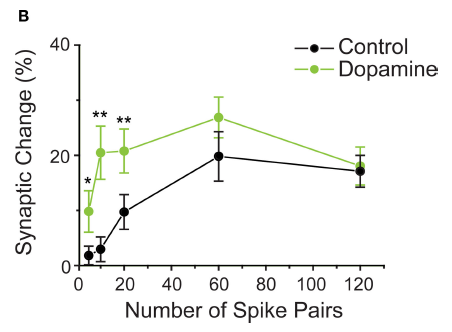 B
Control
Dopamine
Synaptic Change (%)
40
20
0
* ** **
0 20 40 60 80 100 120
Number of Spike Pairs